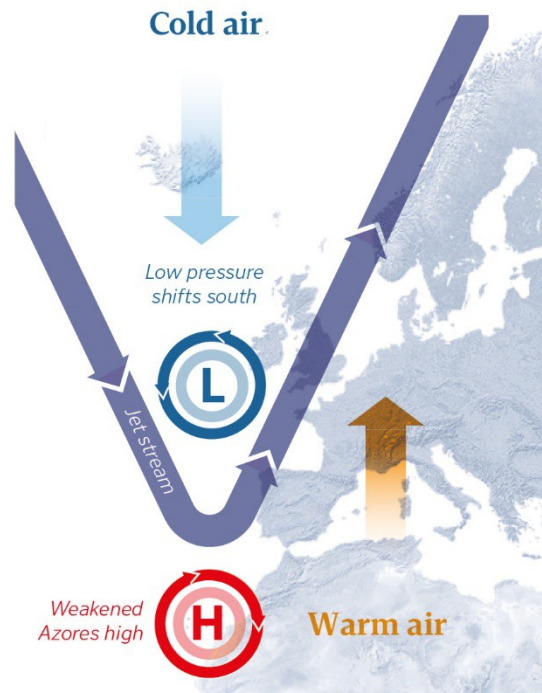 Cold air
Low pressure
shifts south
L
Jet stream
Weakened
Azores high
H
Warm air